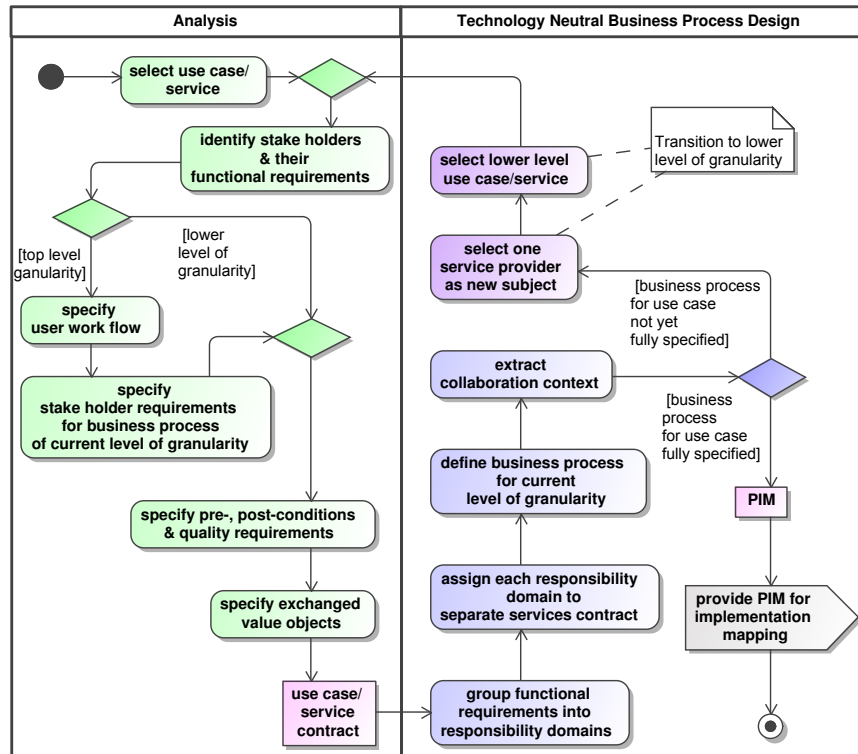 Analysis
Technology Neutral Business Process Design
select use case/
service
identify stake holders
& their
functional requirements
[top level
ganularity]
[lower
level of
granularity]
specify
user work flow
specify
stake holder requirements
for business process
of current level of granularity
specify pre-, post-conditions
& quality requirements
specify exchanged
value objects
use case/
service
contract
Transition to lower
level of granularity
select lower level
use case/service
select one
service provider
as new subject
[business process
for use case
not yet
fully specified]
extract
collaboration context
[business
process
for use case
fully specified]
define business process
for current
level of granularity
PIM
assign each responsibility
domain to
separate services contract
provide PIM for
implementation
mapping
group functional
requirements into
responsibility domains